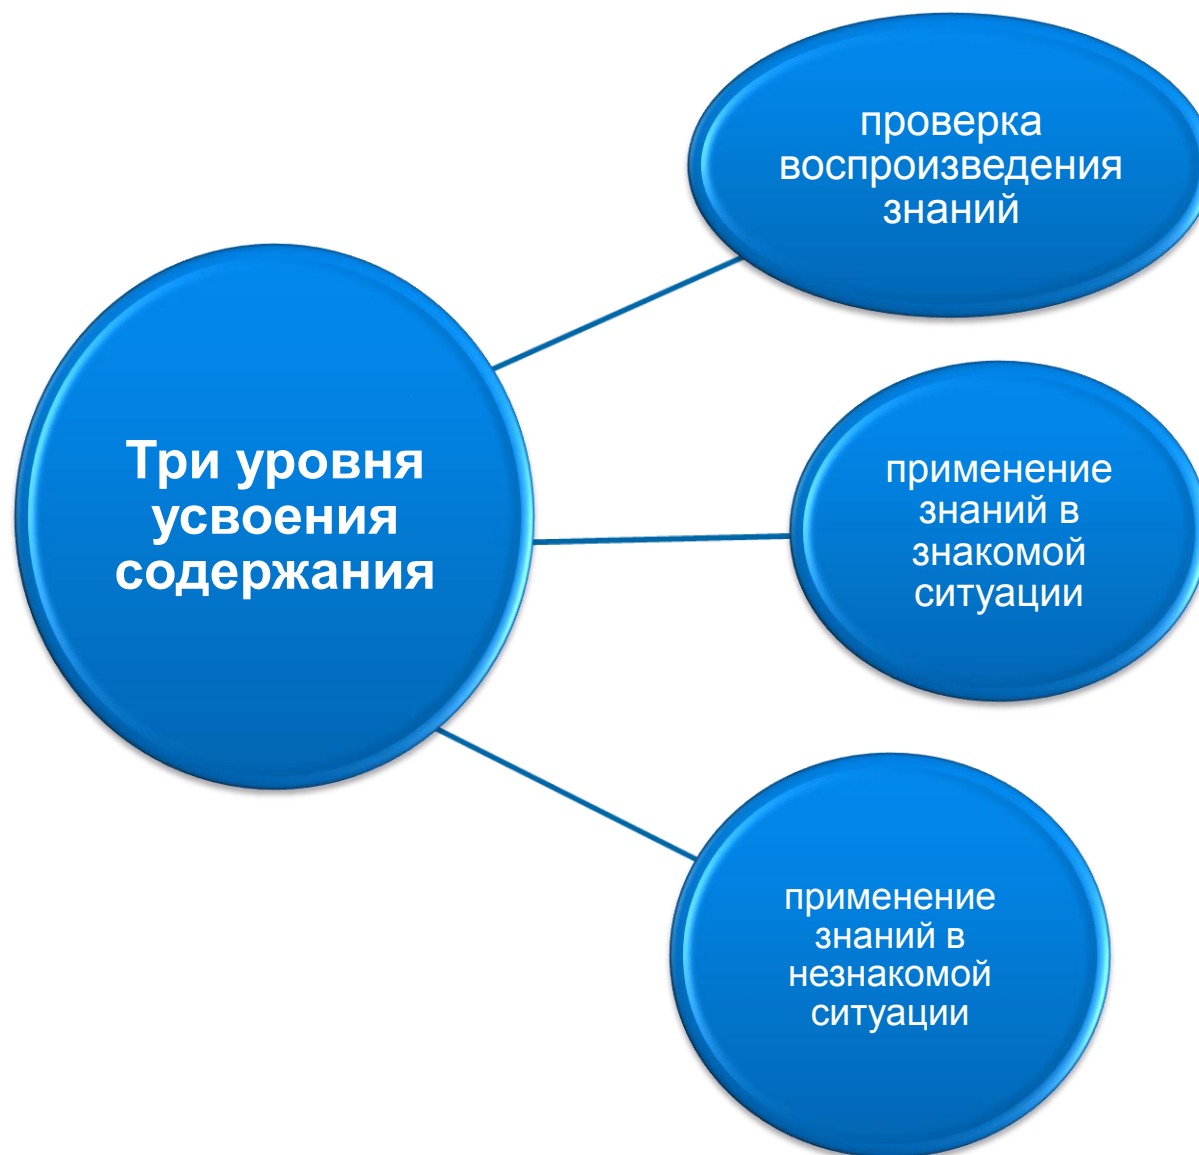 Три уровня
усвоения
содержания
проверка
воспроизведения
знаний
применение
знаний в
знакомой
ситуации
применение
знаний в
незнакомой
ситуации